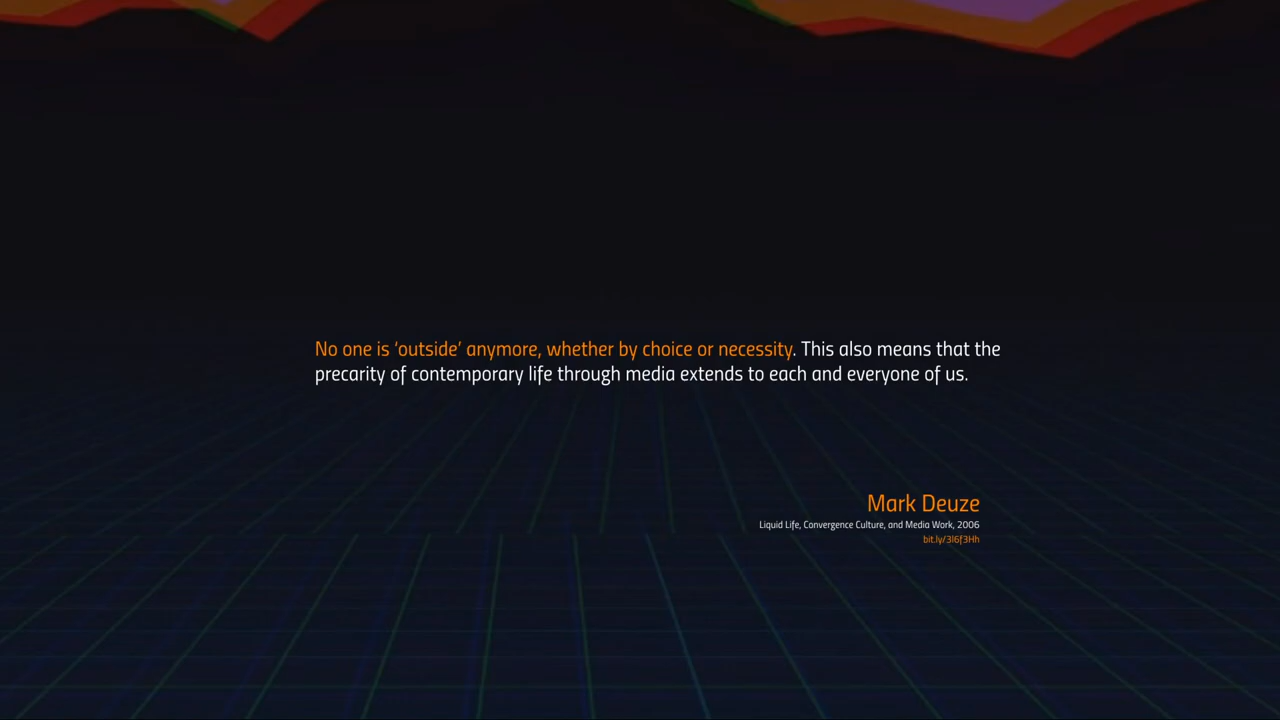 No one is ‘outside’ anymore, whether by choice or necessity. This also means that the
precarity of contemporary life through media extends to each and everyone of us.
Mark Deuze
Liquid Life, Convergence Culture, and Media Work, 2006
bit.ly/3I6f3Hh